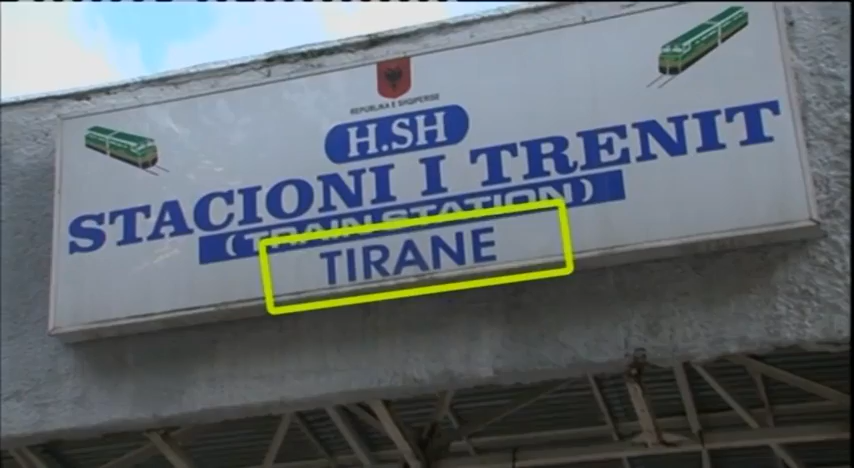 REPUBLIKA E SHQIPERISE
H.SH
STACIONI I TRENIT
(TRAIN STATION)
TIRANE